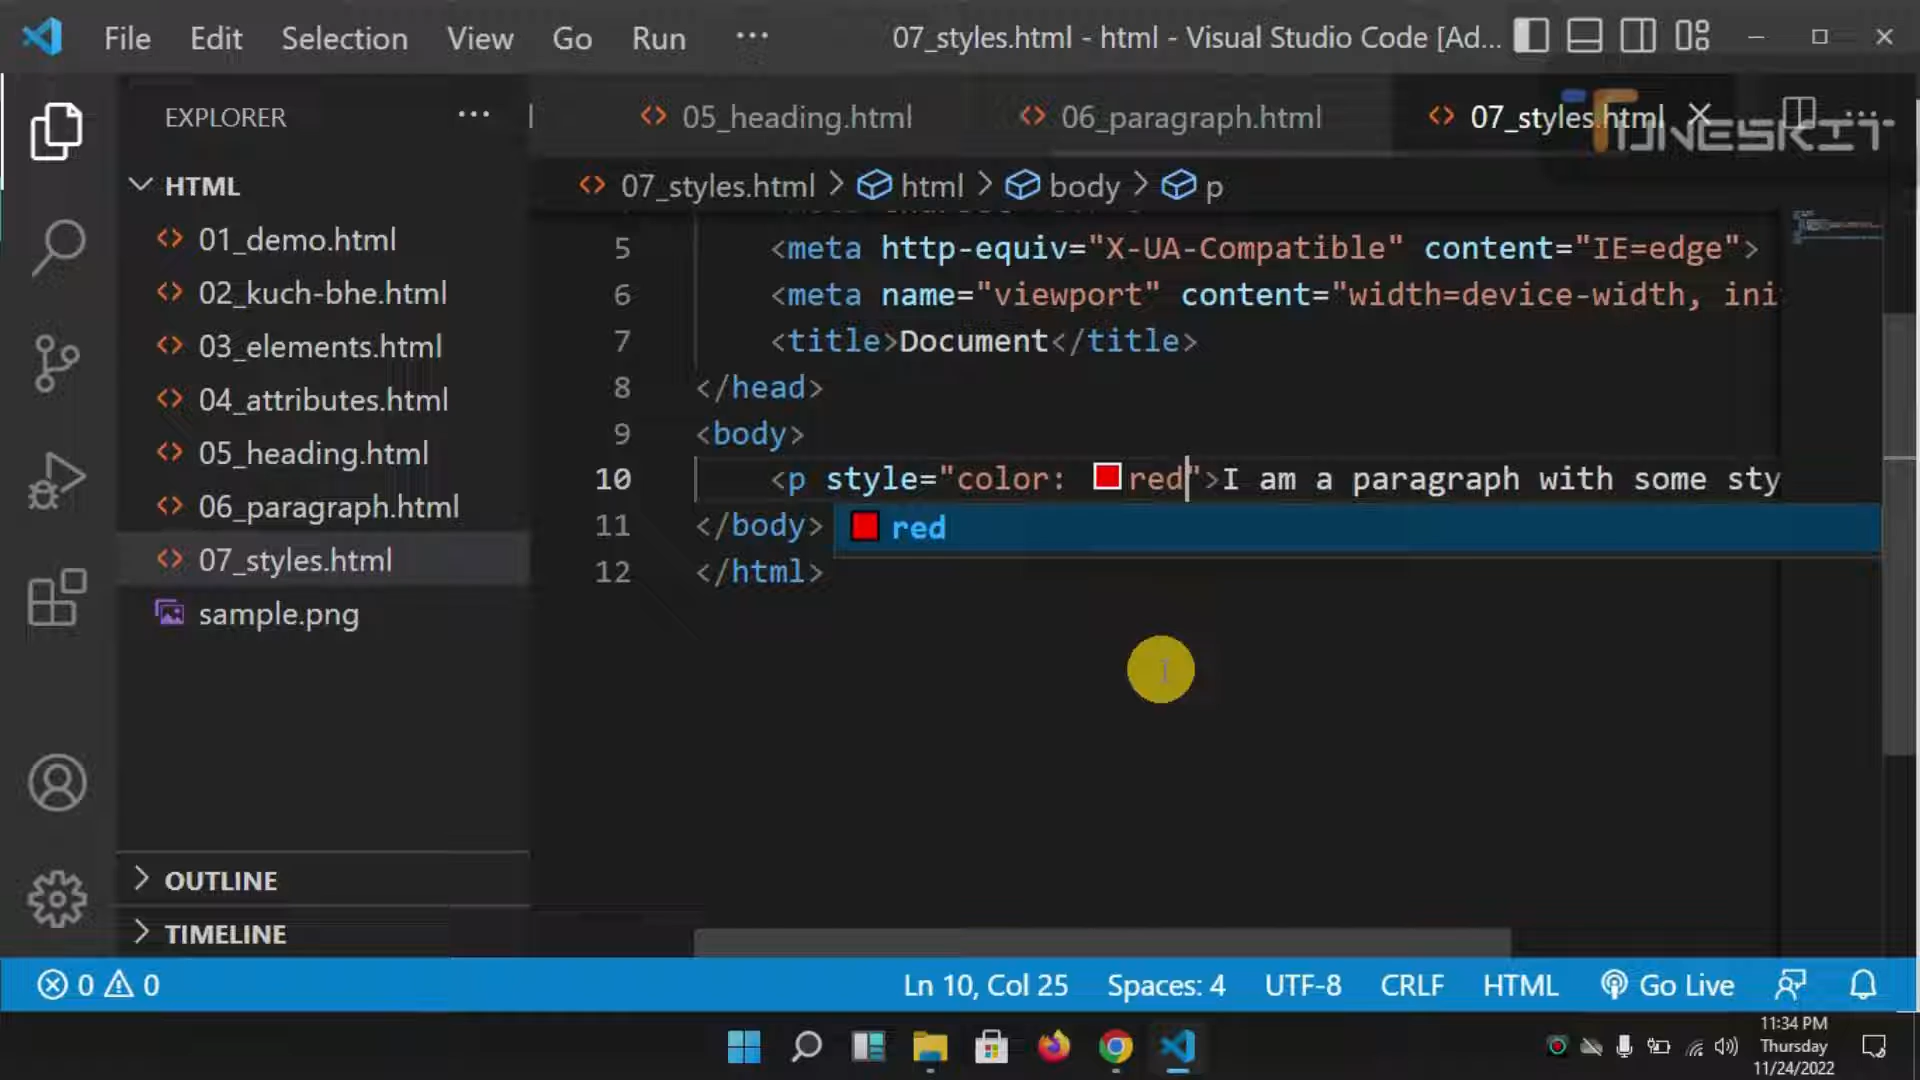 File Edit Selection View Go Run ··· 07_styles.html - html - Visual Studio Code [Ad...
EXPLORER ···
05_heading.html 06_paragraph.html 07_styles.html
TUNESKIT
HTML
07_styles.html > html > body > p
01_demo.html
02_kuch-bhe.html
03_elements.html
04_attributes.html
05_heading.html
06_paragraph.html
07_styles.html
sample.png
5 <meta http-equiv="X-UA-Compatible" content="IE=edge">
6 <meta name="viewport" content="width=device-width, ini
7 <title>Document</title>
8 </head>
9 <body>
10 <p style="color: red">I am a paragraph with some sty
11 </body>
red
12 </html>
OUTLINE
TIMELINE
0 0 Ln 10, Col 25 Spaces: 4 UTF-8 CRLF HTML Go Live
11:34 PM
Thursday
11/24/2022